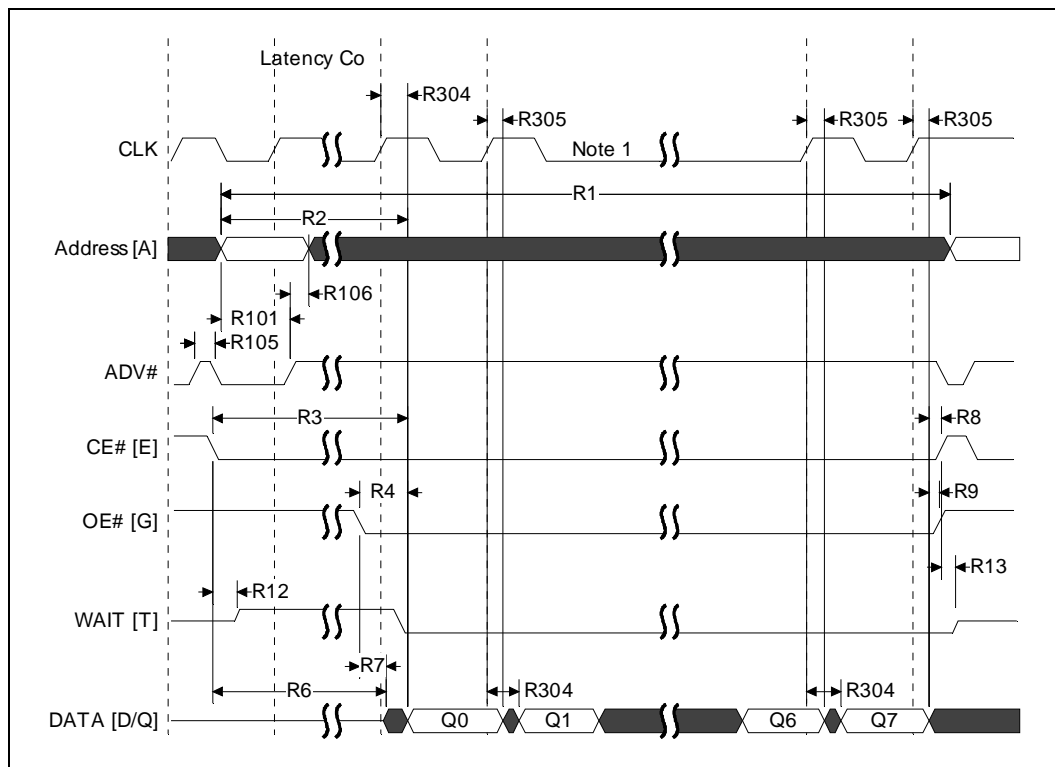 Latency Co
R304
R305 R305 R305
CLK Note 1
R1
R2
Address [A]
R106
R101
R105
ADV#
R3 R8
CE# [E]
R4 R9
OE# [G]
R13
R12
WAIT [T]
R7
R6 R304 R304
DATA [D/Q] Q0 Q1 Q6 Q7